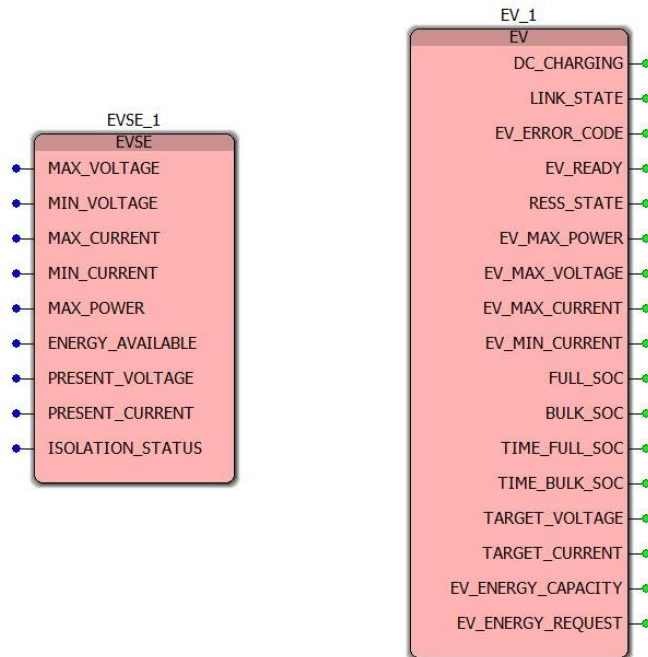 EVSE_1
EVSE
MAX_VOLTAGE
MIN_VOLTAGE
MAX_CURRENT
MIN_CURRENT
MAX_POWER
ENERGY_AVAILABLE
PRESENT_VOLTAGE
PRESENT_CURRENT
ISOLATION_STATUS
EV_1
EV
DC_CHARGING
LINK_STATE
EV_ERROR_CODE
EV_READY
RESS_STATE
EV_MAX_POWER
EV_MAX_VOLTAGE
EV_MAX_CURRENT
EV_MIN_CURRENT
FULL_SOC
BULK_SOC
TIME_FULL_SOC
TIME_BULK_SOC
TARGET_VOLTAGE
TARGET_CURRENT
EV_ENERGY_CAPACITY
EV_ENERGY_REQUEST